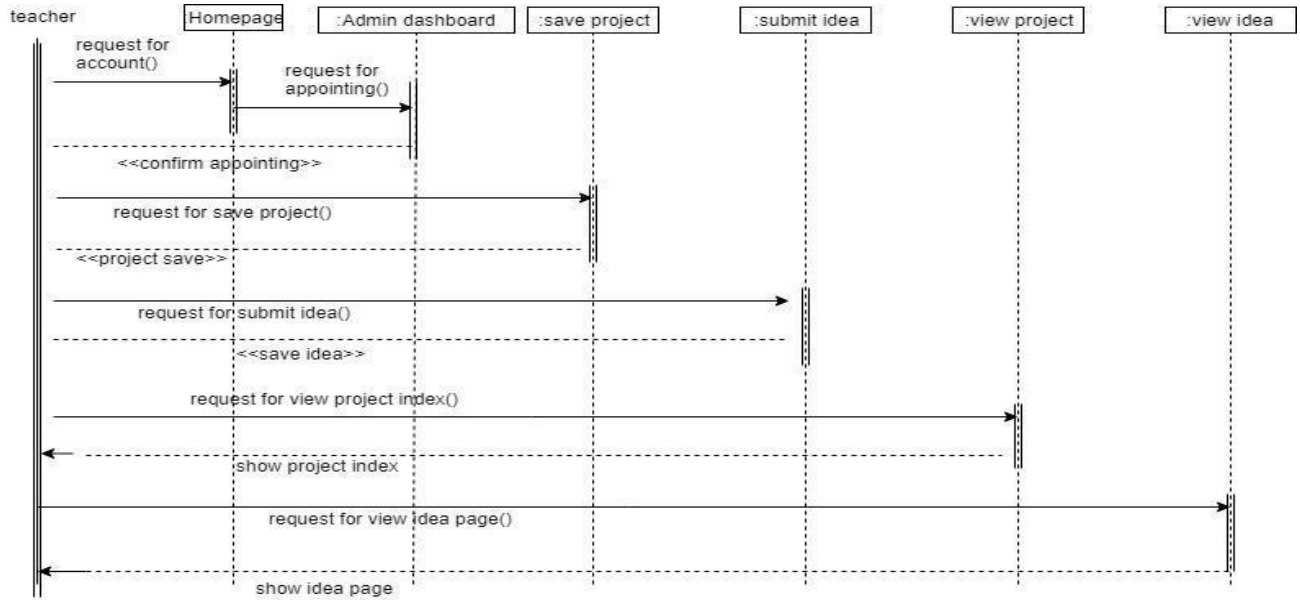 teacher
:Homepage
:Admin dashboard
:save project
:submit idea
:view project
:view idea
request for
account()
request for
appointing()
<<confirm appointing>>
request for save project()
<<project save>>
request for submit idea()
<<save idea>>
request for view project index()
show project index
request for view idea page()
show idea page